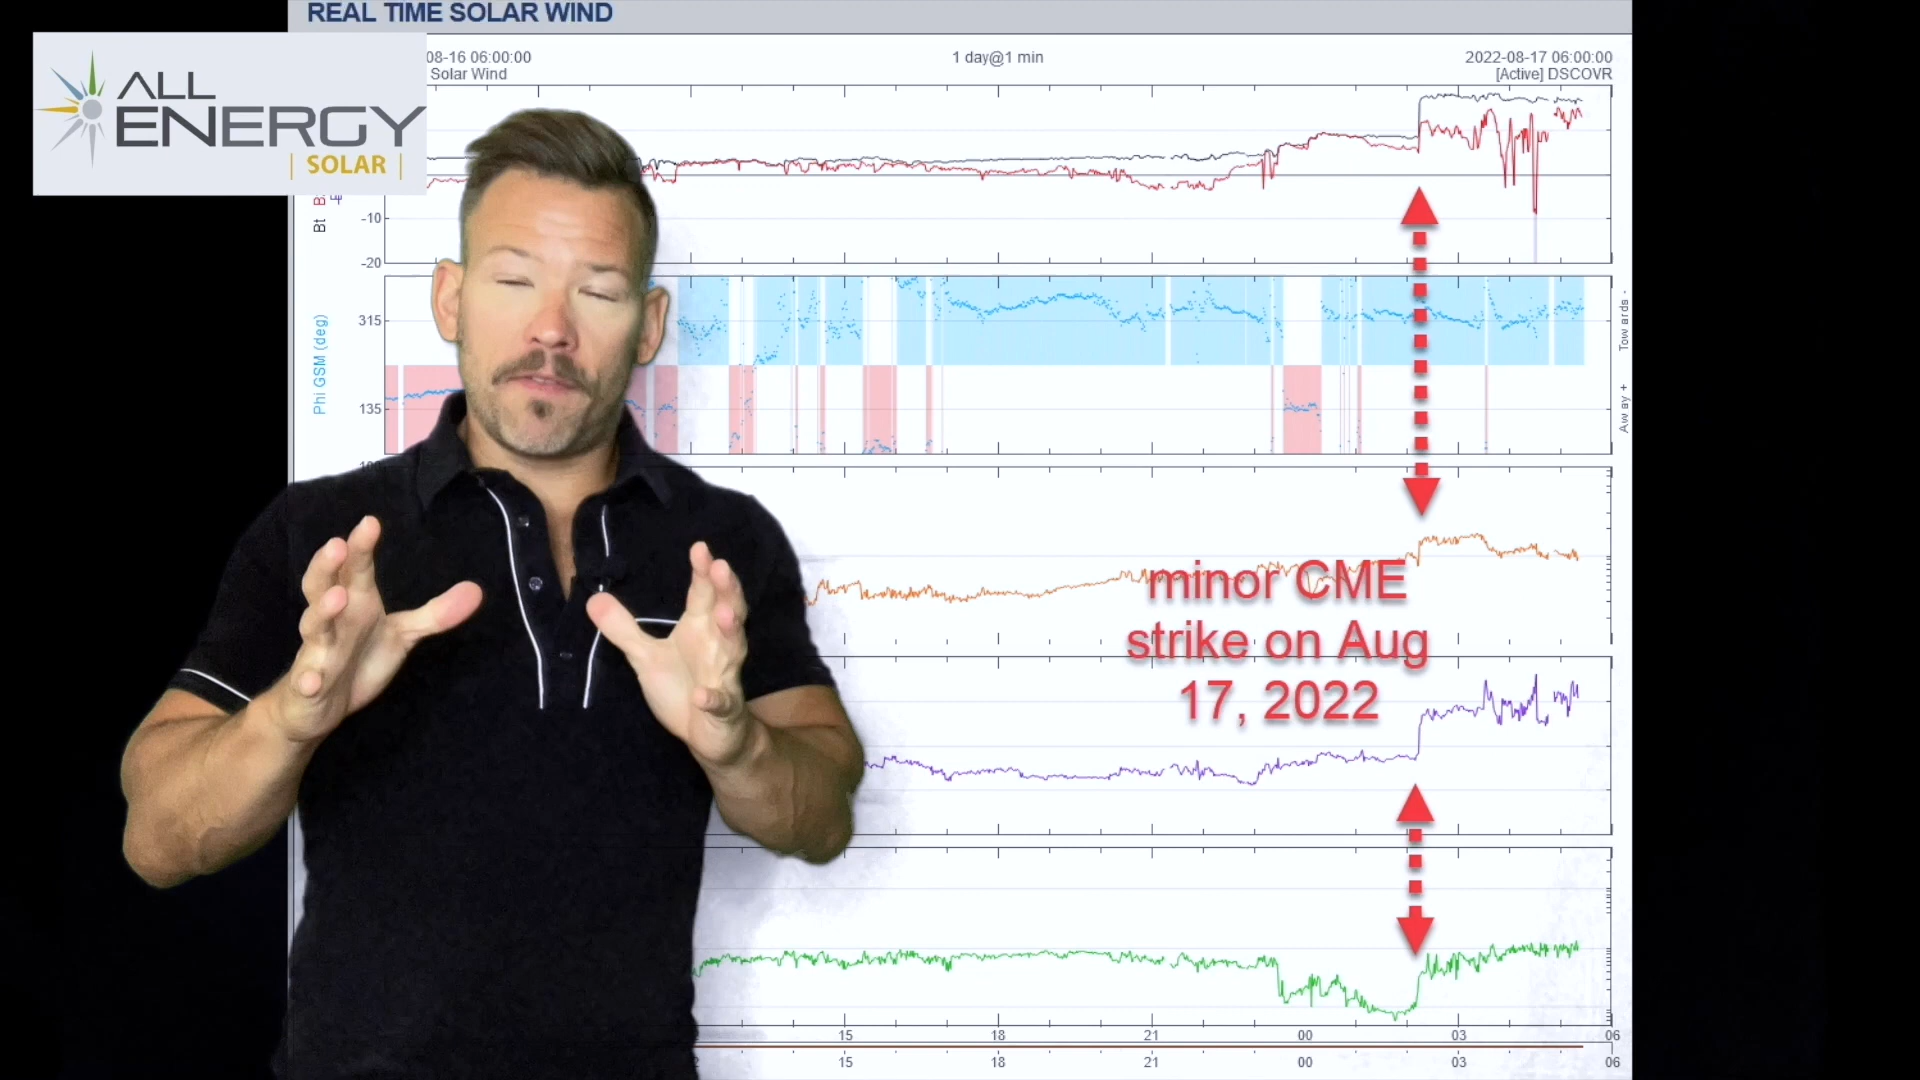 REAL TIME SOLAR WIND
08-16 06:00:00
1 day@1 min
2022-08-17 06:00:00
Solar Wind
[Active] DSCOVR
ALL
ENERGY
| SOLAR |
Bt
-10
-20
315
135
Phi GSM (deg)
Towards -
Away +
minor CME
strike on Aug
17, 2022
15
18
21
00
03
06
15
18
21
00
03
06